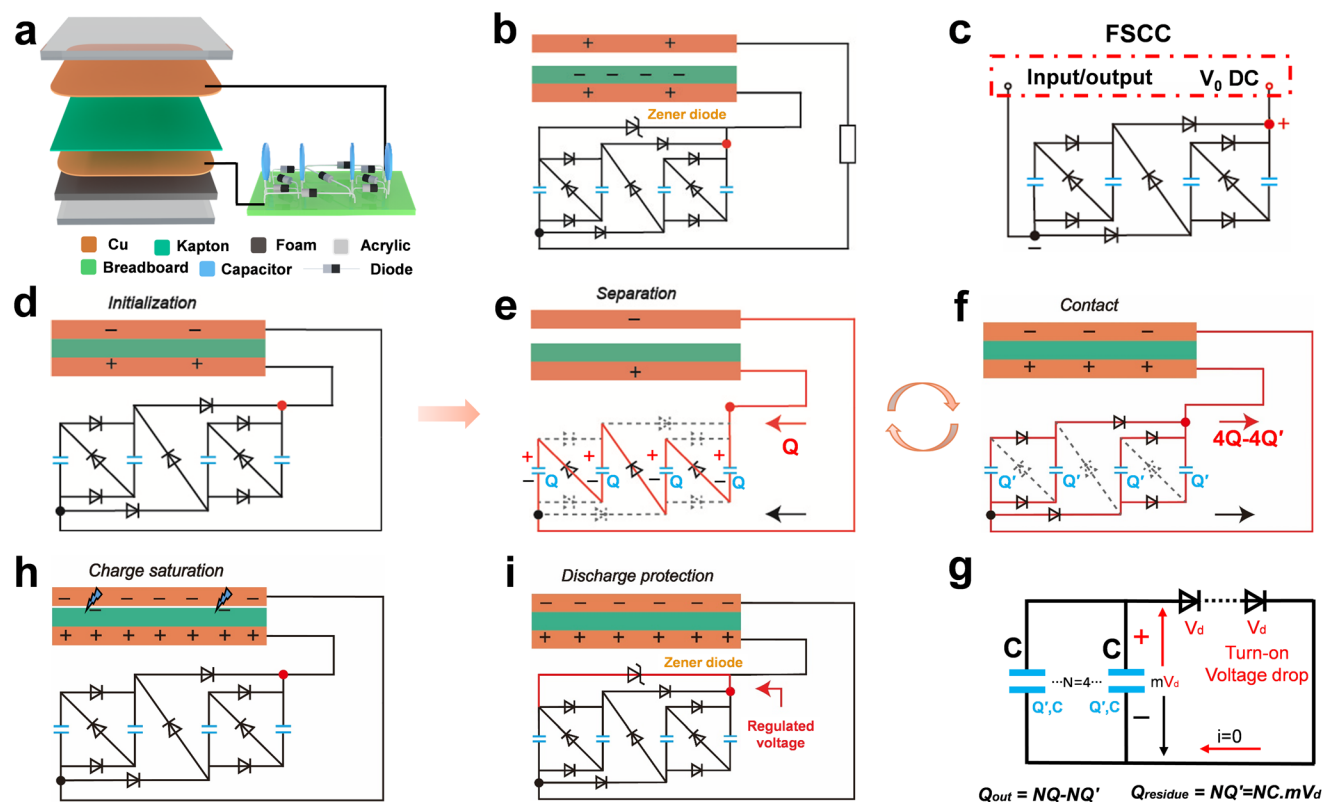 a
Cu
Kapton
Foam
Acrylic
Breadboard
Capacitor
Diode
b
+ +
− − − −
+ +
Zener diode
c
FSCC
Input/output
V0 DC
+
−
d
Initialization
− −
+ +
e
Separation
−
+
Q
+ + + +
Q Q Q Q
− − − −
f
Contact
− − −
+ + +
4Q-4Q′
Q′ Q′ Q′ Q′
h
Charge saturation
− − − − −
− −
+ + + + + + +
i
Discharge protection
− − − − − −
+ + + + + +
Zener diode
Regulated
voltage
g
Vd Vd
C C
+
Turn-on
Voltage drop
···N=4···
mVd
Q′,C Q′,C
−
i=0
Qout = NQ-NQ′
Qresidue = NQ′=NC.mVd